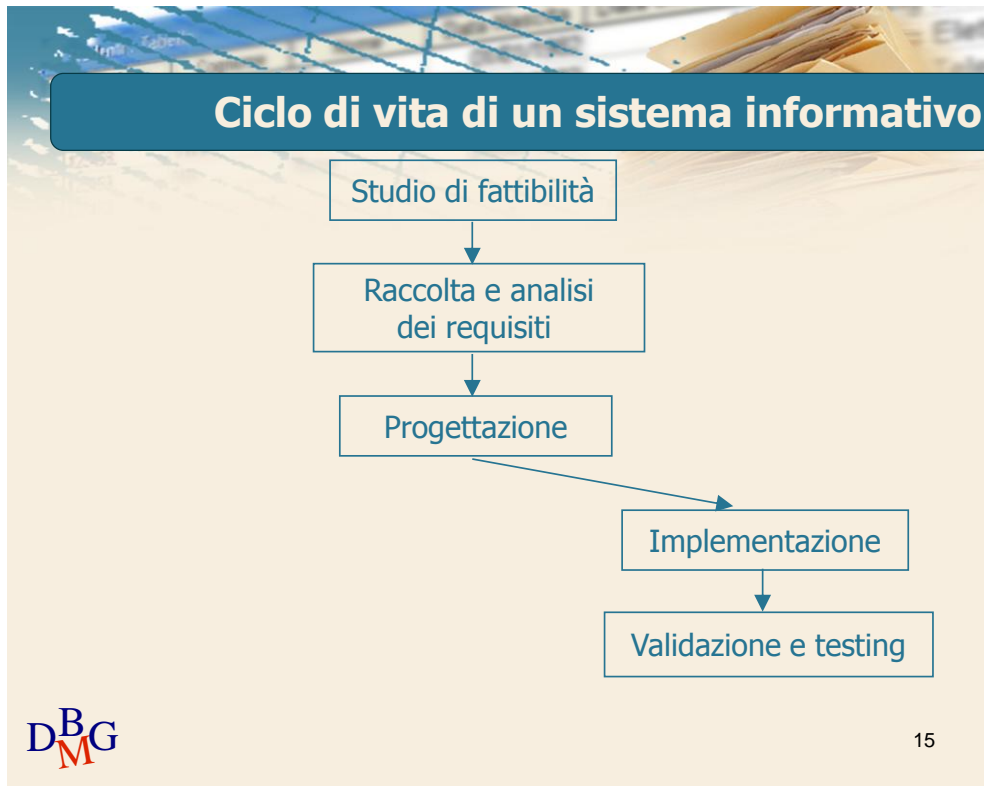 Ciclo di vita di un sistema informativo
Studio di fattibilità
Raccolta e analisi
dei requisiti
Progettazione
Implementazione
Validazione e testing
DBMG
15